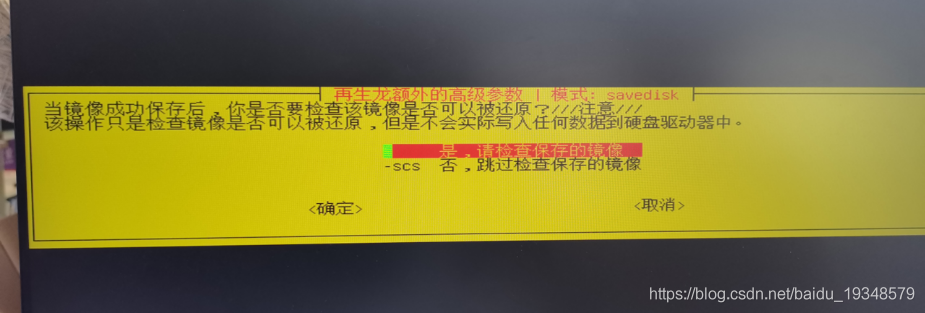 再生龙额外的高级参数 | 模式: savedisk
当镜像成功保存后，你是否要检查该镜像是否可以被还原？///注意///
该操作只是检查镜像是否可以被还原，但是不会实际写入任何数据到硬盘驱动器中。
是，请检查保存的镜像
-scs 否，跳过检查保存的镜像
<确定> <取消>
https://blog.csdn.net/baidu_19348579